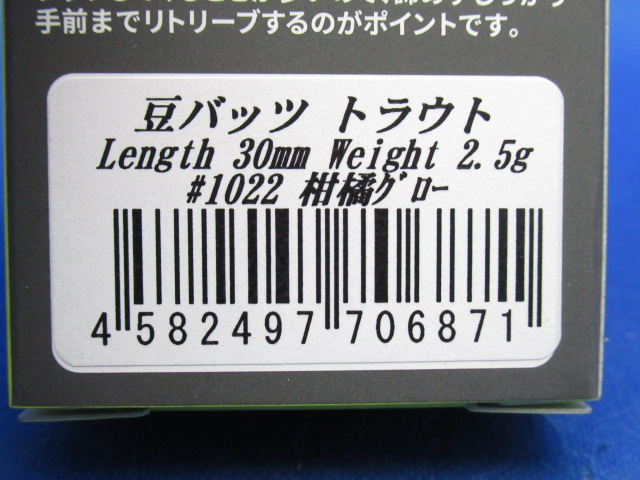 手前までリトリーブするのがポイントです。
豆バッツ トラウト
Length 30mm Weight 2.5g
#1022 柑橘ｸﾞﾛｰ
4 582497 706871